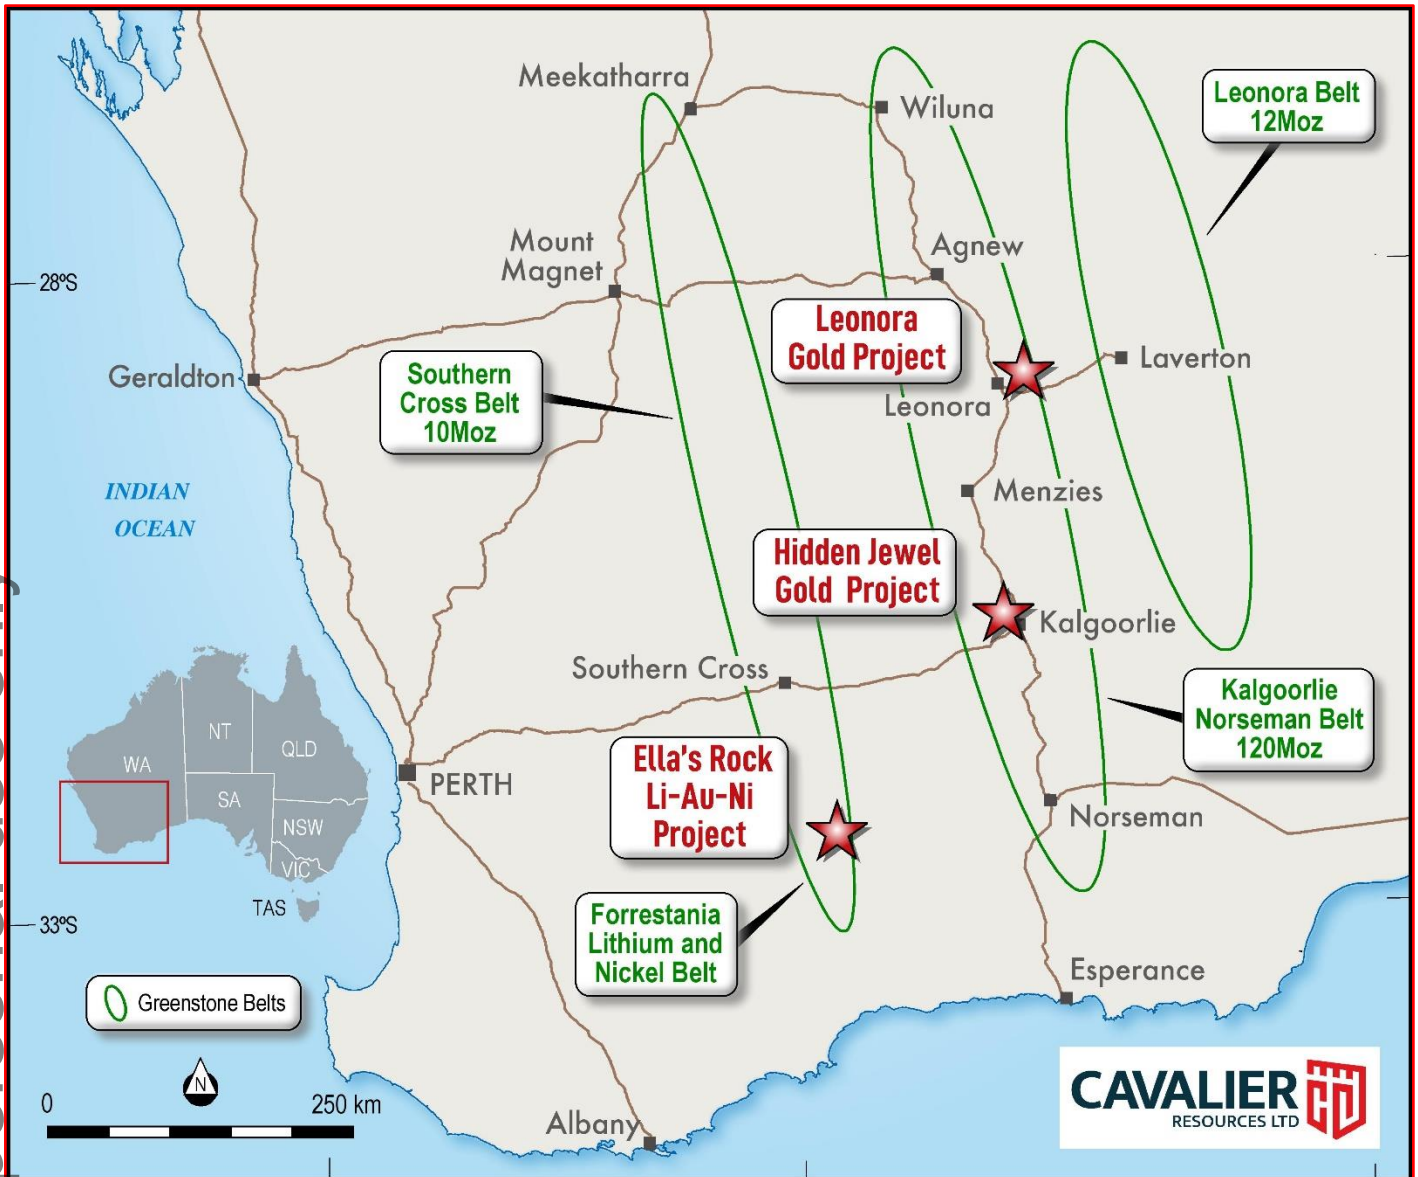 Meekatharra
Wiluna
Leonora Belt
12Moz
Mount
Magnet
Agnew
28ºS
Leonora
Gold Project
Laverton
Geraldton
Southern
Cross Belt
10Moz
Leonora
INDIAN
OCEAN
Menzies
Hidden Jewel
Gold Project
Kalgoorlie
Southern Cross
Kalgoorlie
Norseman Belt
120Moz
NT
QLD
WA
SA
NSW
VIC
TAS
PERTH
Ella's Rock
Li-Au-Ni
Project
Norseman
33ºS
Forrestania
Lithium and
Nickel Belt
Esperance
Greenstone Belts
N
0
250 km
Albany
CAVALIER
RESOURCES LTD